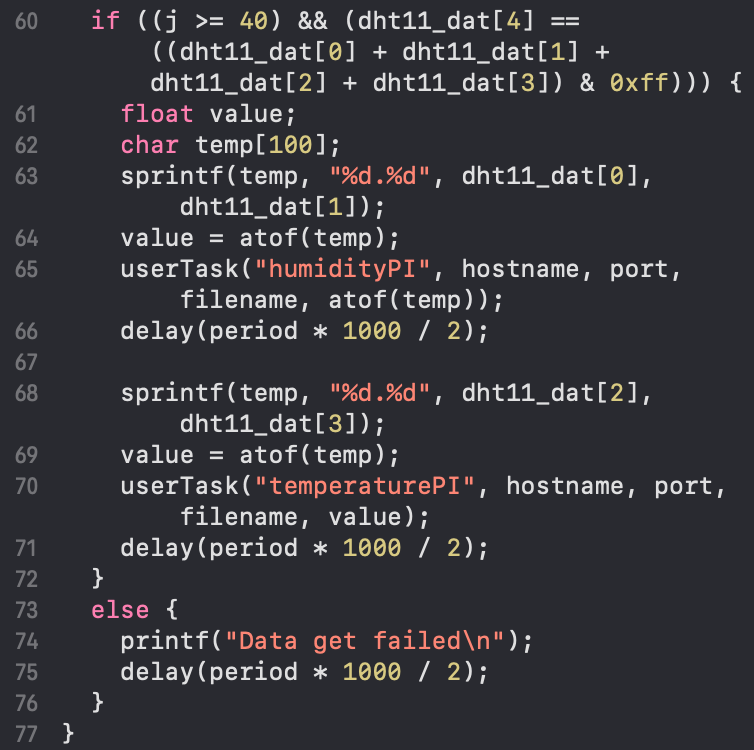 60 if ((j >= 40) && (dht11_dat[4] ==
((dht11_dat[0] + dht11_dat[1] +
dht11_dat[2] + dht11_dat[3]) & 0xff))) {
61 float value;
62 char temp[100];
63 sprintf(temp, "%d.%d", dht11_dat[0],
dht11_dat[1]);
64 value = atof(temp);
65 userTask("humidityPI", hostname, port,
filename, atof(temp));
66 delay(period * 1000 / 2);
67
68 sprintf(temp, "%d.%d", dht11_dat[2],
dht11_dat[3]);
69 value = atof(temp);
70 userTask("temperaturePI", hostname, port,
filename, value);
71 delay(period * 1000 / 2);
72 }
73 else {
74 printf("Data get failed\n");
75 delay(period * 1000 / 2);
76 }
77 }